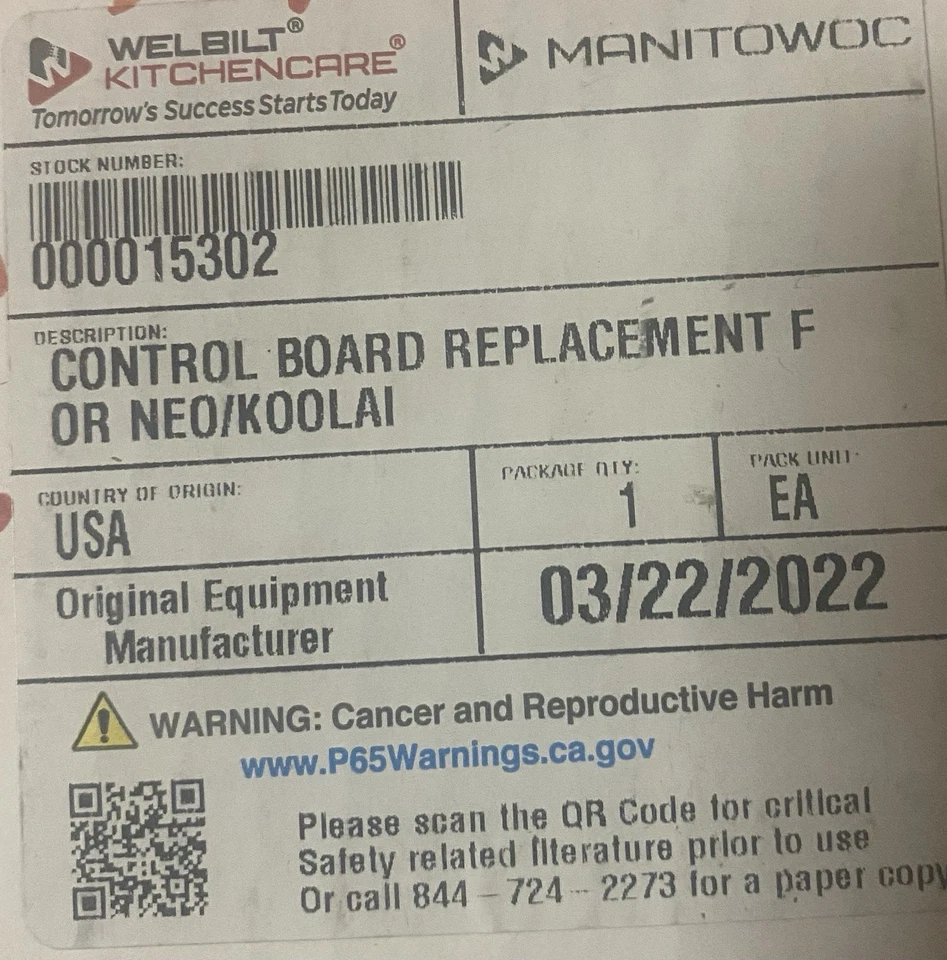 WELBILT®
KITCHENCARE®
Tomorrow's Success Starts Today
MANITOWOC
STOCK NUMBER:
000015302
DESCRIPTION:
CONTROL BOARD REPLACEMENT F
OR NEO/KOOLAI
COUNTRY OF ORIGIN:
USA
PACKAGE QTY:
1
PACK UNIT:
EA
Original Equipment
Manufacturer
03/22/2022
WARNING: Cancer and Reproductive Harm
www.P65Warnings.ca.gov
Please scan the QR Code for critical
Safety related literature prior to use
Or call 844-724-2273 for a paper copy